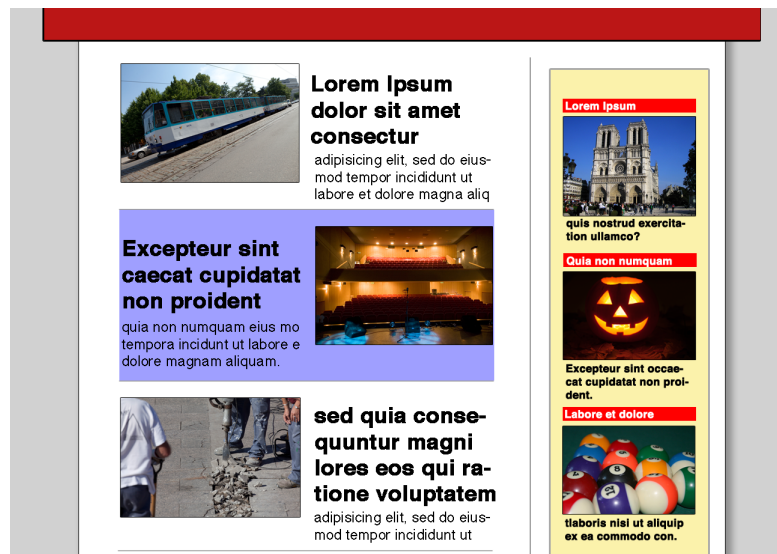 Lorem Ipsum
dolor sit amet
consectur
adipisicing elit, sed do eius-
mod tempor incididunt ut
labore et dolore magna aliq
Excepteur sint
caecat cupidatat
non proident
quia non numquam eius mo
tempora incidunt ut labore e
dolore magnam aliquam.
sed quia conse-
quuntur magni
lores eos qui ra-
tione voluptatem
adipisicing elit, sed do eius-
mod tempor incididunt ut
Lorem Ipsum
quis nostrud exercita-
tion ullamco?
Quia non numquam
Excepteur sint occae-
cat cupidatat non proi-
dent.
Labore et dolore
8
12
tlaboris nisi ut aliquip
ex ea commodo con.